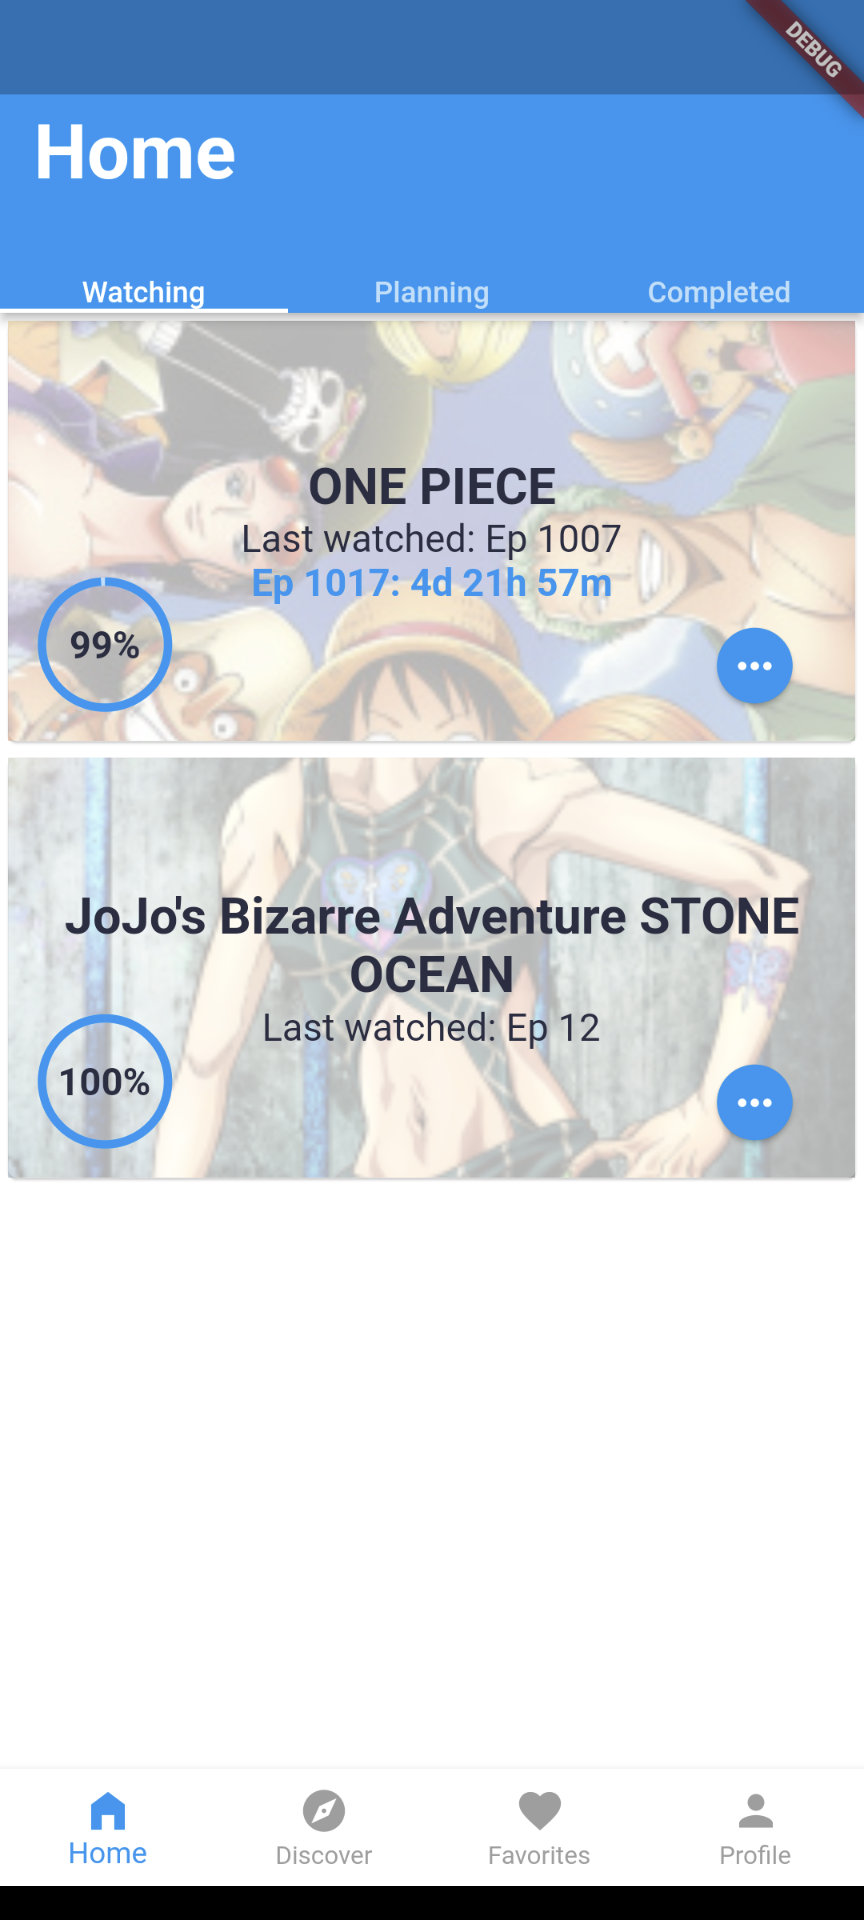 DEBUG
Home
Watching
Planning
Completed
ONE PIECE
Last watched: Ep 1007
Ep 1017: 4d 21h 57m
99%
JoJo's Bizarre Adventure STONE
OCEAN
Last watched: Ep 12
100%
Home
Discover
Favorites
Profile